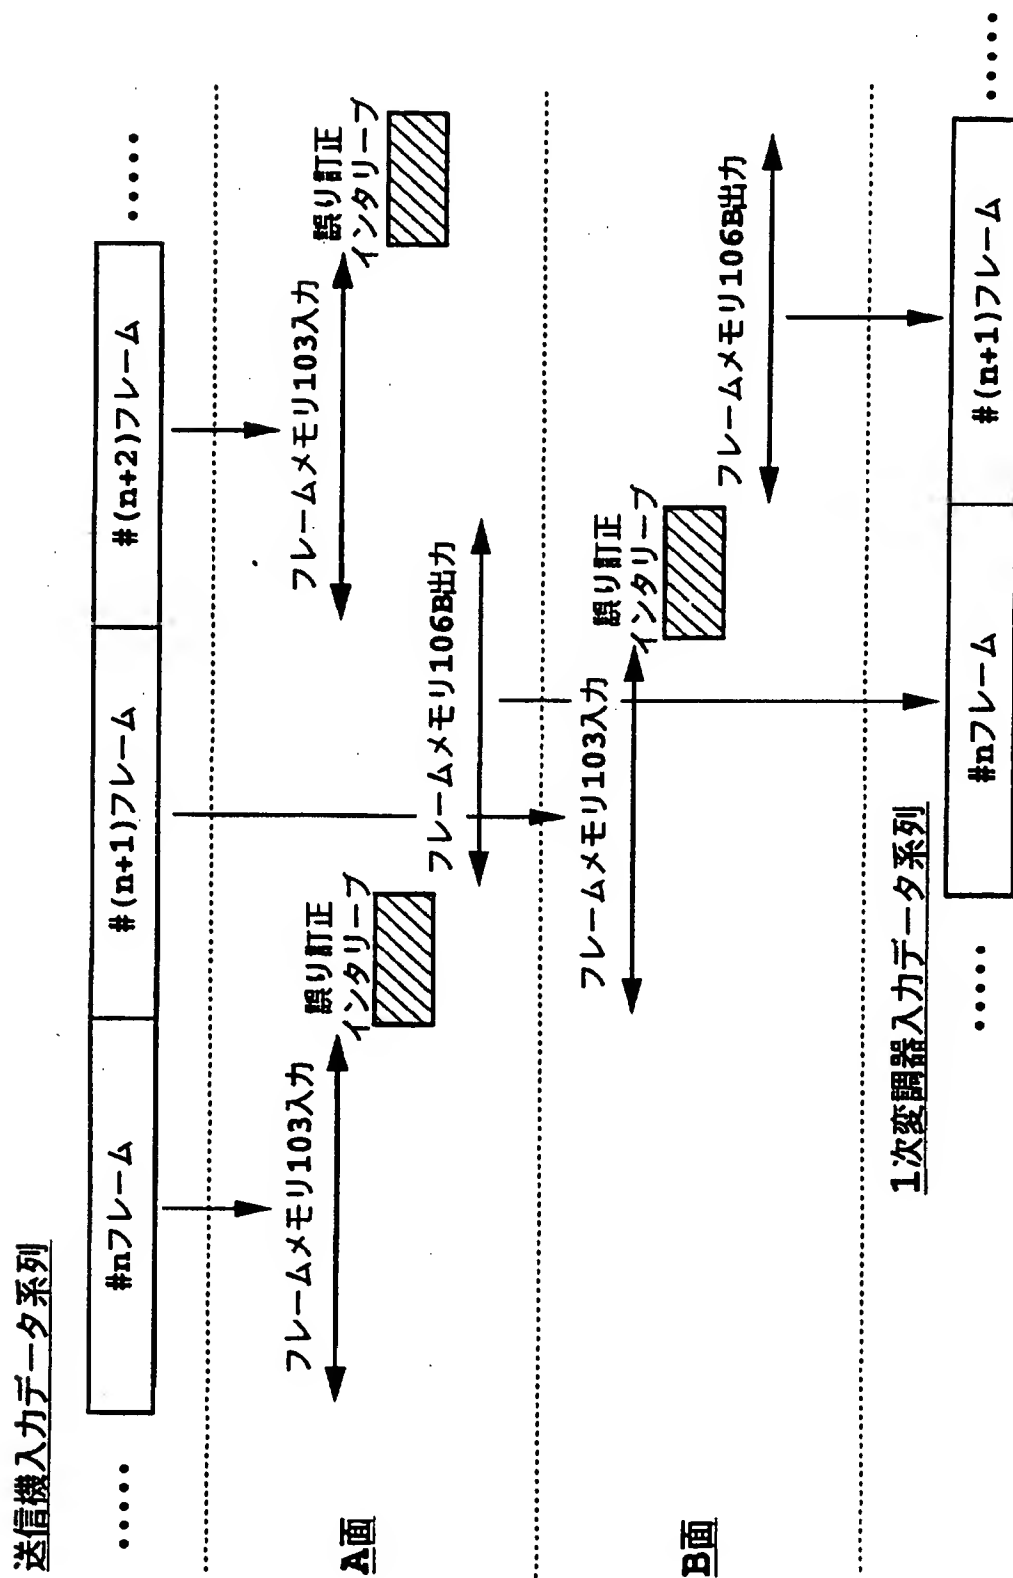 送信機入力データ系列
•••••
#nフレーム
#(n+1)フレーム
#(n+2)フレーム
•••••
A面
フレームメモリ103入力
誤り訂正
インタリーブ
フレームメモリ106B出力
フレームメモリ103入力
誤り訂正
インタリーブ
B面
フレームメモリ103入力
誤り訂正
インタリーブ
フレームメモリ106B出力
1次変調器入力データ系列
•••••
#nフレーム
#(n+1)フレーム
•••••